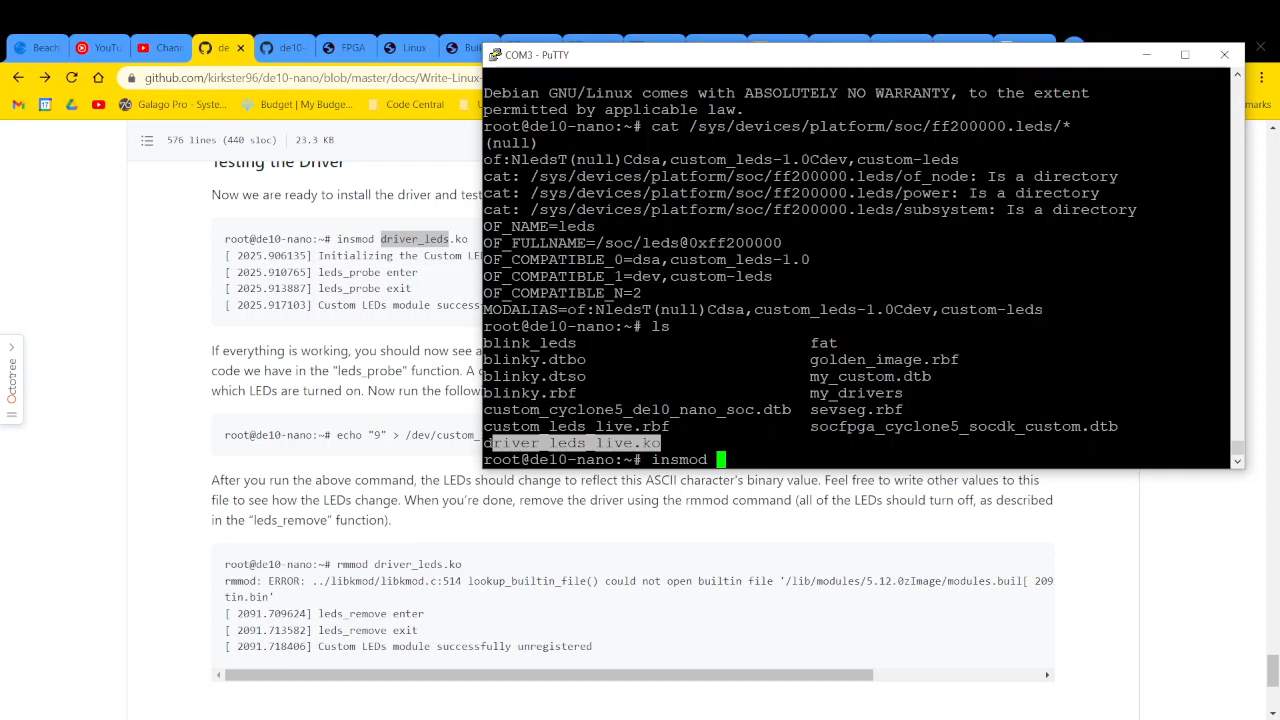 Beach
YouTu
Chan
de
de10-
FPGA
Linux
Buil
github.com/kirkster96/de10-nano/blob/master/docs/Write-Linux-
Galago Pro - Syste...
Budget | My Budge...
Code Central
marks
576 lines (440 sloc)
23.3 KB
Testing the Driver
Now we are ready to install the driver and test
root@de10-nano:~# insmod driver_leds.ko
[ 2025.906135] Initializing the Custom LE
[ 2025.910765] leds_probe enter
[ 2025.913887] leds_probe exit
[ 2025.917103] Custom LEDs module success
If everything is working, you should now see a
code we have in the "leds_probe" function. A c
which LEDs are turned on. Now run the follow
root@de10-nano:~# echo "9" > /dev/custom_
After you run the above command, the LEDs should change to reflect this ASCII character's binary value. Feel free to write other values to this
file to see how the LEDs change. When you're done, remove the driver using the rmmod command (all of the LEDs should turn off, as described
in the "leds_remove" function).
root@de10-nano:~# rmmod driver_leds.ko
rmmod: ERROR: ../libkmod/libkmod.c:514 lookup_builtin_file() could not open builtin file '/lib/modules/5.12.0zImage/modules.buil[ 209
tin.bin'
[ 2091.709624] leds_remove enter
[ 2091.713582] leds_remove exit
[ 2091.718406] Custom LEDs module successfully unregistered
Octotree
COM3 - PuTTY
Debian GNU/Linux comes with ABSOLUTELY NO WARRANTY, to the extent
permitted by applicable law.
root@de10-nano:~# cat /sys/devices/platform/soc/ff200000.leds/*
(null)
of:NledsT(null)Cdsa,custom_leds-1.0Cdev,custom-leds
cat: /sys/devices/platform/soc/ff200000.leds/of_node: Is a directory
cat: /sys/devices/platform/soc/ff200000.leds/power: Is a directory
cat: /sys/devices/platform/soc/ff200000.leds/subsystem: Is a directory
OF_NAME=leds
OF_FULLNAME=/soc/leds@0xff200000
OF_COMPATIBLE_0=dsa,custom_leds-1.0
OF_COMPATIBLE_1=dev,custom-leds
OF_COMPATIBLE_N=2
MODALIAS=of:NledsT(null)Cdsa,custom_leds-1.0Cdev,custom-leds
root@de10-nano:~# ls
blink_leds fat
blinky.dtbo golden_image.rbf
blinky.dtso my_custom.dtb
blinky.rbf my_drivers
custom_cyclone5_de10_nano_soc.dtb sevseg.rbf
custom_leds_live.rbf socfpga_cyclone5_socdk_custom.dtb
driver_leds_live.ko
root@de10-nano:~# insmod